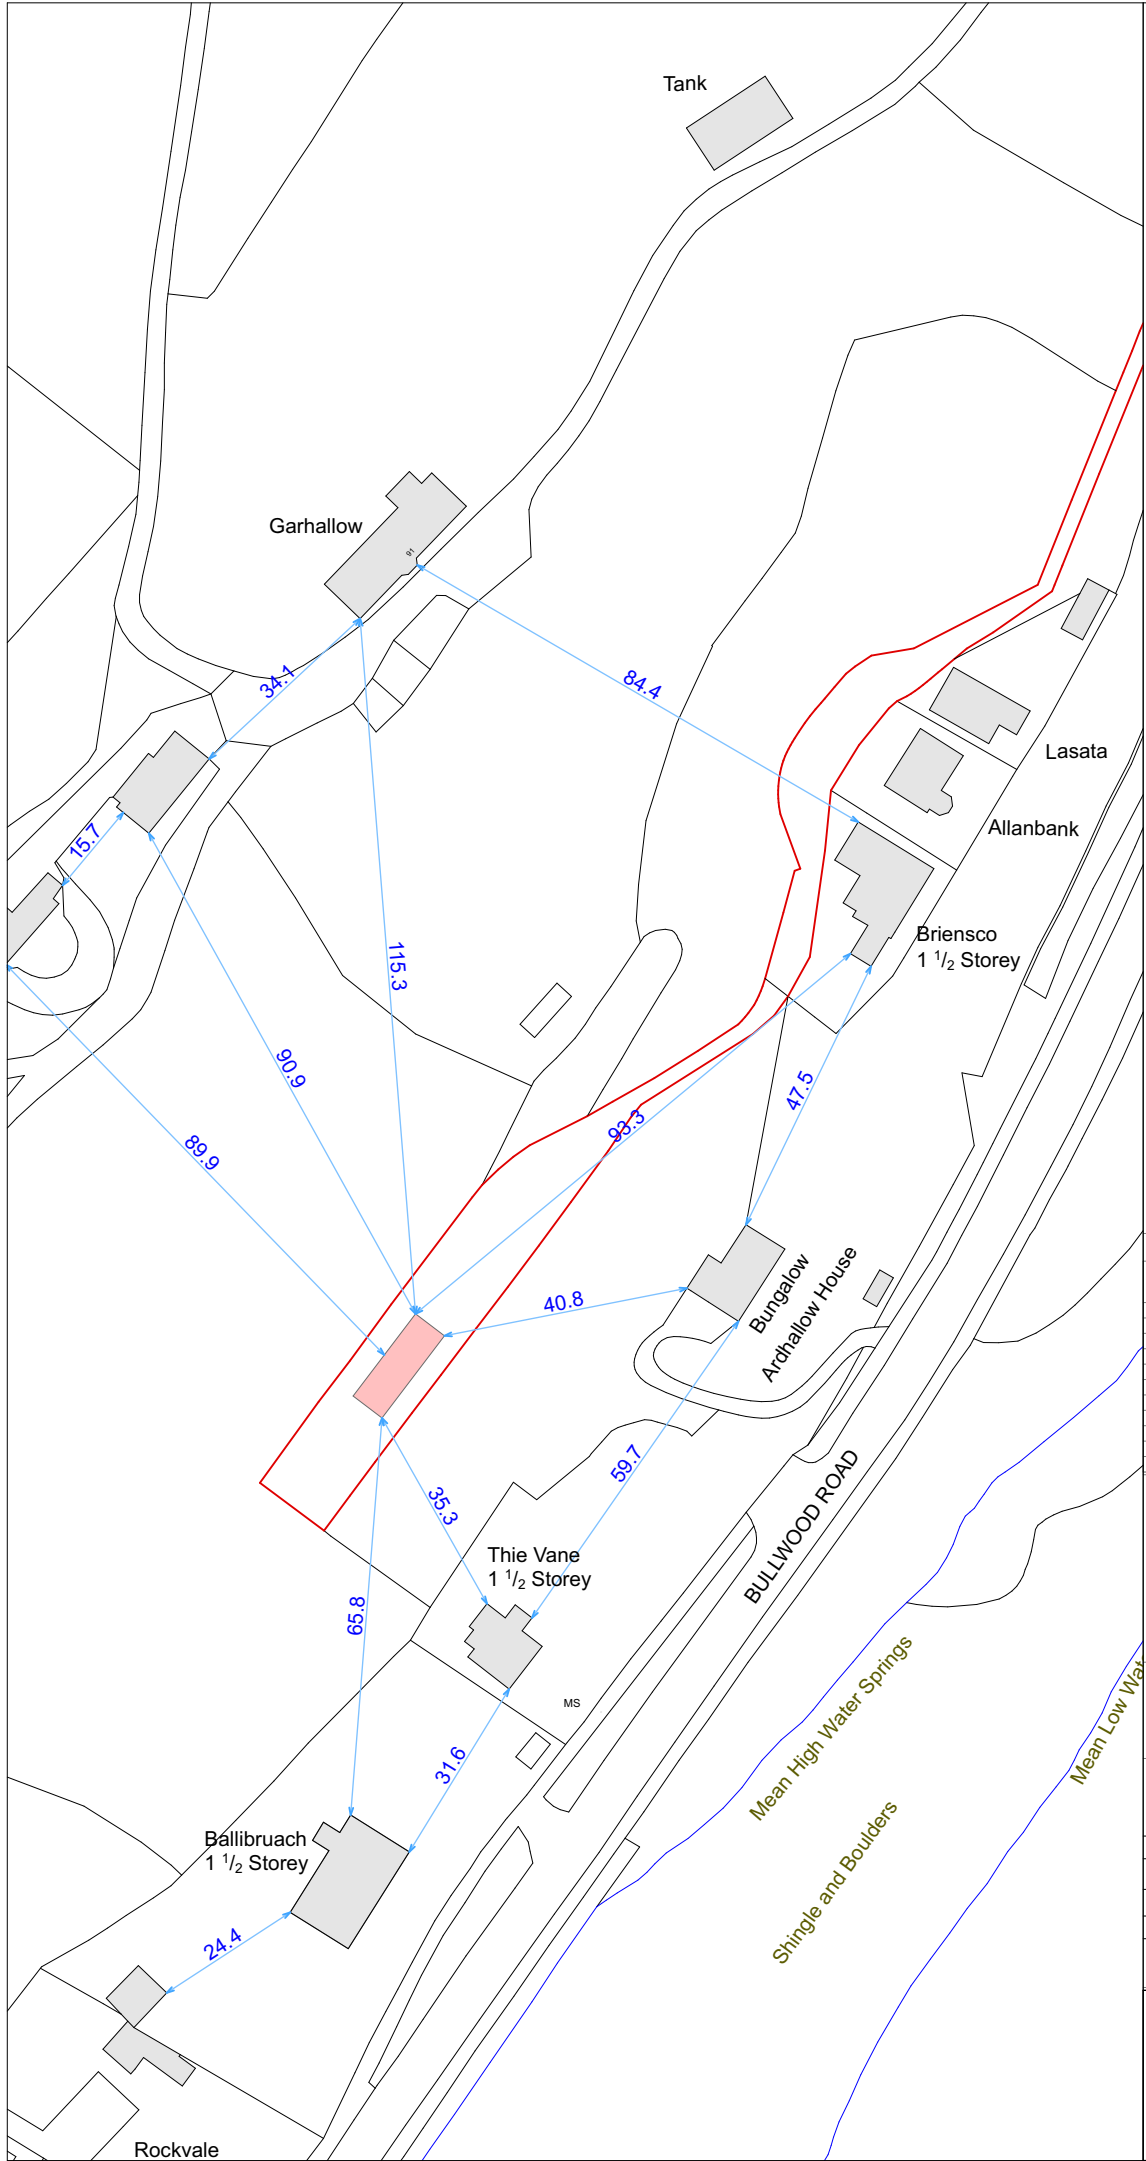 Tank
Garhallow
91
34.1
84.4
Lasata
15.7
Allanbank
Briensco
1 1/2 Storey
115.3
90.9
47.5
93.3
89.9
40.8
Bungalow
Ardhallow House
59.7
35.3
BULLWOOD ROAD
Thie Vane
1 1/2 Storey
65.8
MS
Mean High Water Springs
Mean Low Wat
31.6
Ballibruach
1 1/2 Storey
Shingle and Boulders
24.4
Rockvale